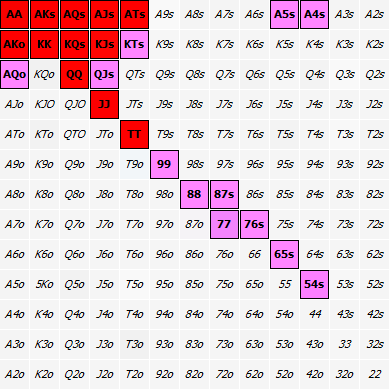 AA AKs AQs AJs ATs A9s A8s A7s A6s A5s A4s A3s A2s
AKo KK KQs KJs KTs K9s K8s K7s K6s K5s K4s K3s K2s
AQo KQo QQ QJs QTs Q9s Q8s Q7s Q6s Q5s Q4s Q3s Q2s
AJo KJO QJO JJ JTs J9s J8s J7s J6s J5s J4s J3s J2s
ATo KTo QTO JTo TT T9s T8s T7s T6s T5s T4s T3s T2s
A9o K9o Q9o J9o T9o 99 98s 97s 96s 95s 94s 93s 92s
A8o K8o Q8o J8o T8o 98o 88 87s 86s 85s 84s 83s 82s
A7o K7o Q7o J7o T7o 97o 87o 77 76s 75s 74s 73s 72s
A6o K6o Q6o J6o T6o 96o 86o 76o 66 65s 64s 63s 62s
A5o 5Ko Q5o J5o T5o 95o 85o 75o 65o 55 54s 53s 52s
A4o K4o Q4o J4o T4o 94o 84o 74o 64o 54o 44 43s 42s
A3o K3o Q3o J3o T3o 93o 83o 73o 63o 53o 43o 33 32s
A2o K2o Q2o J2o T2o 92o 82o 72o 62o 52o 42o 32o 22